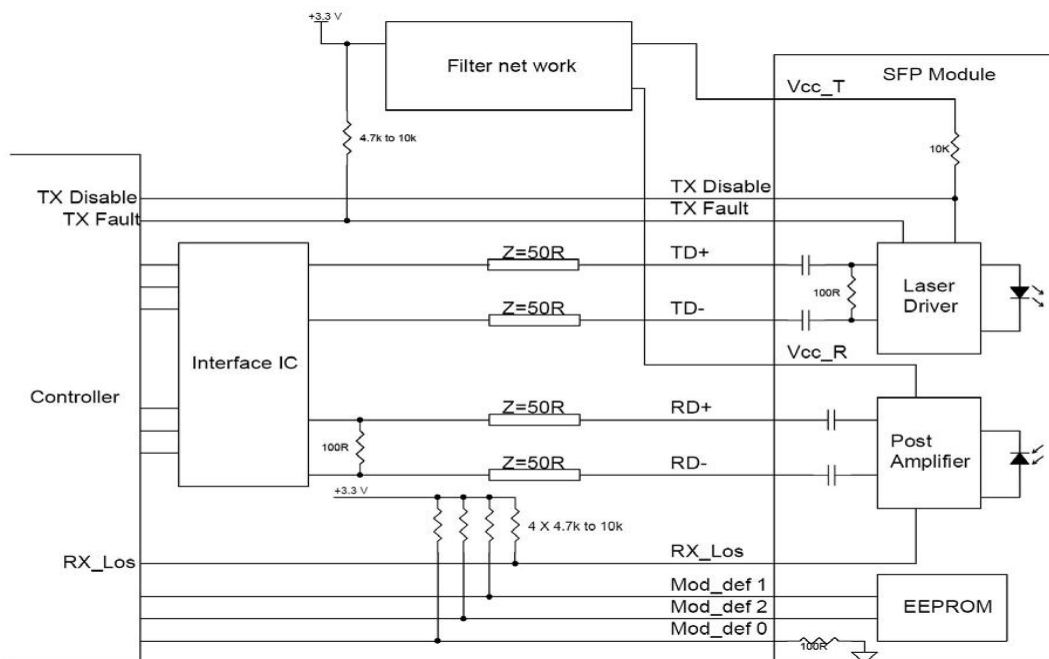 +3.3 V
Filter net work
SFP Module
Vcc_T
4.7k to 10k
10K
TX Disable
TX Disable
TX Fault
TX Fault
Z=50R
TD+
100R
Laser
Driver
Z=50R
TD-
Interface IC
Vcc_R
Controller
Z=50R
RD+
100R
Post
Amplifier
Z=50R
RD-
+3.3 V
4 X 4.7k to 10k
RX_Los
RX_Los
Mod_def 1
Mod_def 2
EEPROM
Mod_def 0
100R